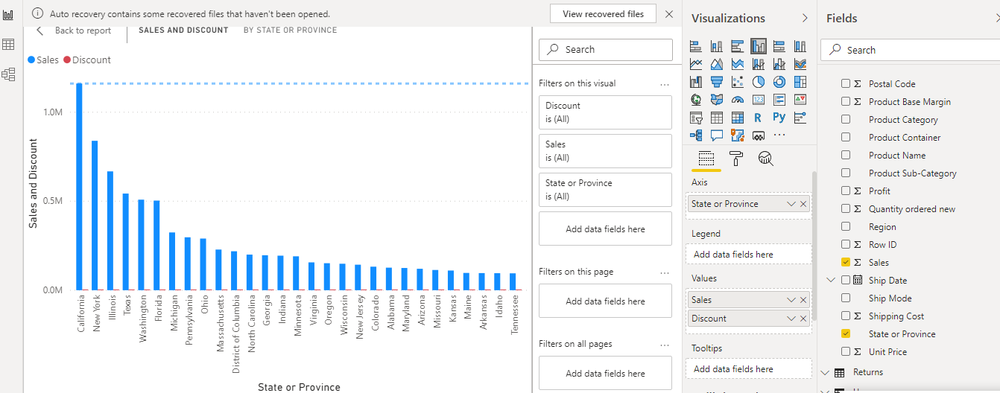 Auto recovery contains some recovered files that haven't been opened.
View recovered files
Back to report
SALES AND DISCOUNT
BY STATE OR PROVINCE
Sales
Discount
1.0M
0.5M
0.0M
Sales and Discount
California
New York
Illinois
Texas
Washington
Florida
Michigan
Pennsylvania
Ohio
Massachusetts
District of Columbia
North Carolina
Georgia
Indiana
Minnesota
Virginia
Oregon
Wisconsin
New Jersey
Colorado
Alabama
Maryland
Arizona
Missouri
Kansas
Maine
Arkansas
Idaho
Tennessee
State or Province
Search
Filters on this visual
...
Discount
is (All)
Sales
is (All)
State or Province
is (All)
Add data fields here
Filters on this page
...
Add data fields here
Filters on all pages
...
Add data fields here
Visualizations
123
R
Py
...
Axis
State or Province
Legend
Add data fields here
Values
Sales
Discount
Tooltips
Add data fields here
Fields
Search
Σ Postal Code
Σ Product Base Margin
Product Category
Product Container
Product Name
Product Sub-Category
Σ Profit
Σ Quantity ordered new
Region
Σ Row ID
Σ Sales
Ship Date
Ship Mode
Σ Shipping Cost
State or Province
Σ Unit Price
Returns